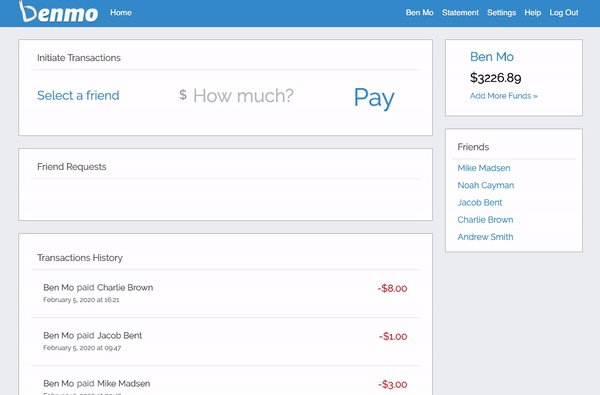 benmo
Home
Ben Mo
Statement
Settings
Help
Log Out
Initiate Transactions
Select a friend
$ How much?
Pay
Friend Requests
Transactions History
Ben Mo paid Charlie Brown
-$8.00
February 5, 2020 at 16:21
Ben Mo paid Jacob Bent
-$1.00
February 5, 2020 at 09:47
Ben Mo paid Mike Madsen
-$3.00
Ben Mo
$3226.89
Add More Funds »
Friends
Mike Madsen
Noah Cayman
Jacob Bent
Charlie Brown
Andrew Smith